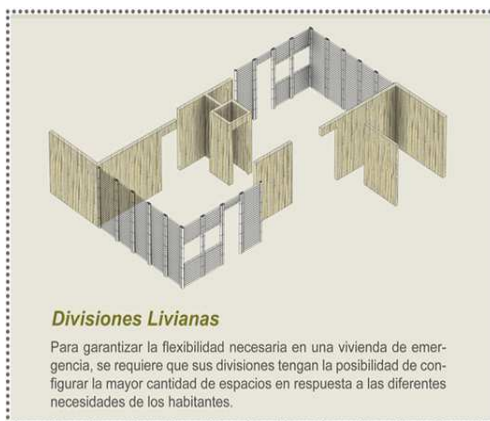 Divisiones Livianas
Para garantizar la flexibilidad necesaria en una vivienda de emer-
gencia, se requiere que sus divisiones tengan la posibilidad de con-
figurar la mayor cantidad de espacios en respuesta a las diferentes
necesidades de los habitantes.